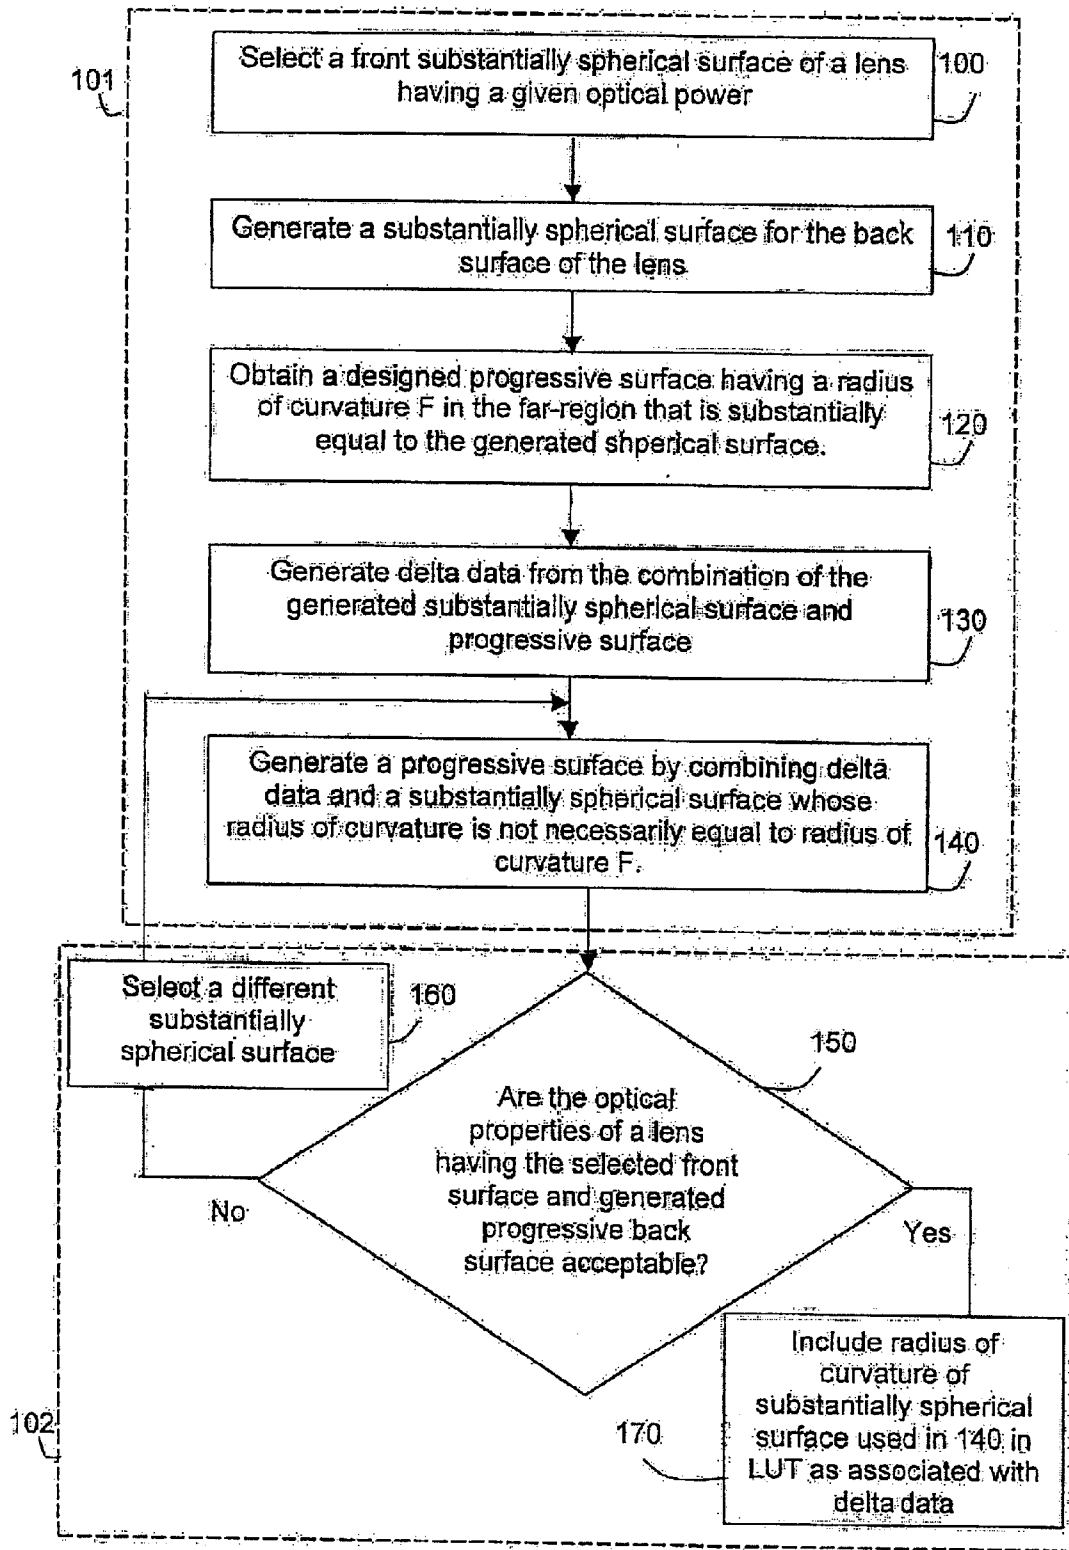 Select a front substantially spherical surface of a lens
having a given optical power
100
101
Generate a substantially spherical surface for the back
surface of the lens
110
Obtain a designed progressive surface having a radius
of curvature F in the far-region that is substantially
equal to the generated shperical surface.
120
Generate delta data from the combination of the
generated substantially spherical surface and
progressive surface
130
Generate a progressive surface by combining delta
data and a substantially spherical surface whose
radius of curvature is not necessarily equal to radius of
curvature F.
140
Select a different
substantially
spherical surface
160
150
Are the optical
properties of a lens
having the selected front
surface and generated
progressive back
surface acceptable?
No
Yes
Include radius of
curvature of
substantially spherical
surface used in 140 in
LUT as associated with
delta data
170
102